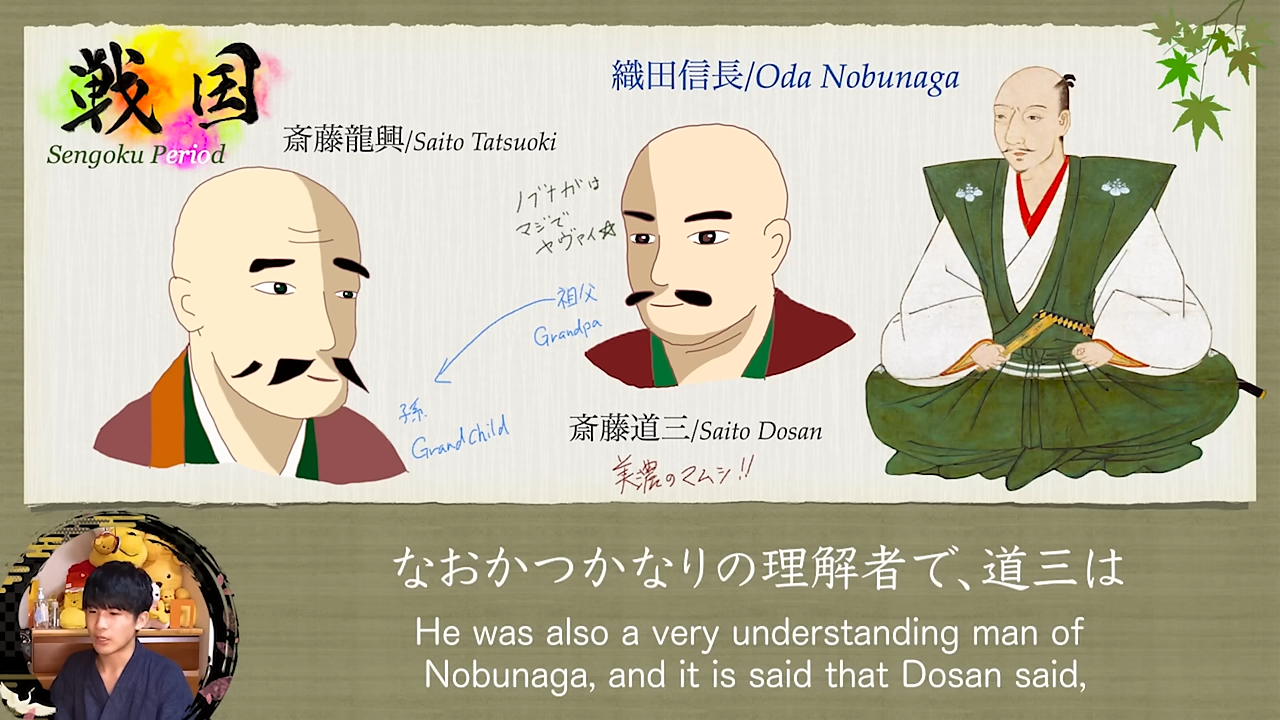 戦国
Sengoku Period
斎藤龍興/Saito Tatsuoki
織田信長/Oda Nobunaga
ノブナガは
マジで
ヤヴァイ☆
祖父
Grandpa
孫
Grandchild
斎藤道三/Saito Dosan
美濃のマムシ!!
なおかつかなりの理解者で、道三は
He was also a very understanding man of
Nobunaga, and it is said that Dosan said,